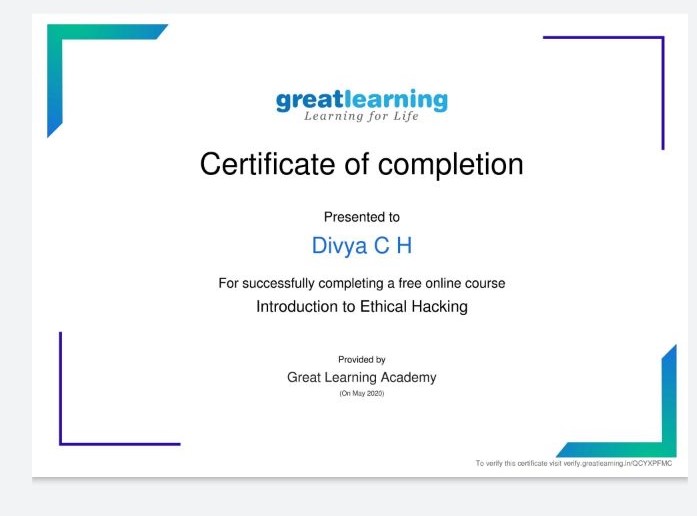 greatlearning
Learning for Life
Certificate of completion
Presented to
Divya C H
For successfully completing a free online course
Introduction to Ethical Hacking
Provided by
Great Learning Academy
(On May 2020)
To verify this certificate visit verify.greatlearning.in/QCYXPFMC